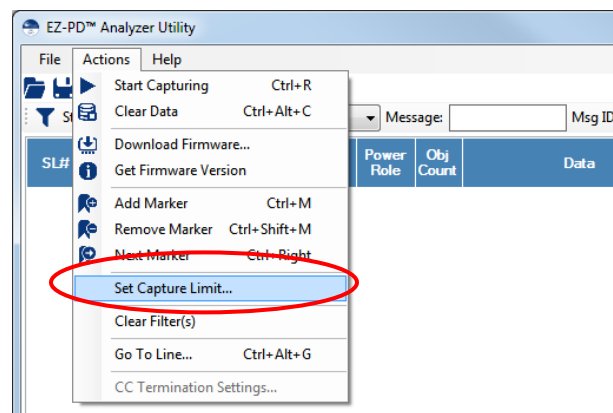 EZ-PD™ Analyzer Utility
File Actions Help
Start Capturing Ctrl+R
Clear Data Ctrl+Alt+C
Message: Msg ID
Download Firmware...
Get Firmware Version
SL# Power Role Obj Count Data
Add Marker Ctrl+M
Remove Marker Ctrl+Shift+M
Next Marker Ctrl+Right
Set Capture Limit...
Clear Filter(s)
Go To Line... Ctrl+Alt+G
CC Termination Settings...